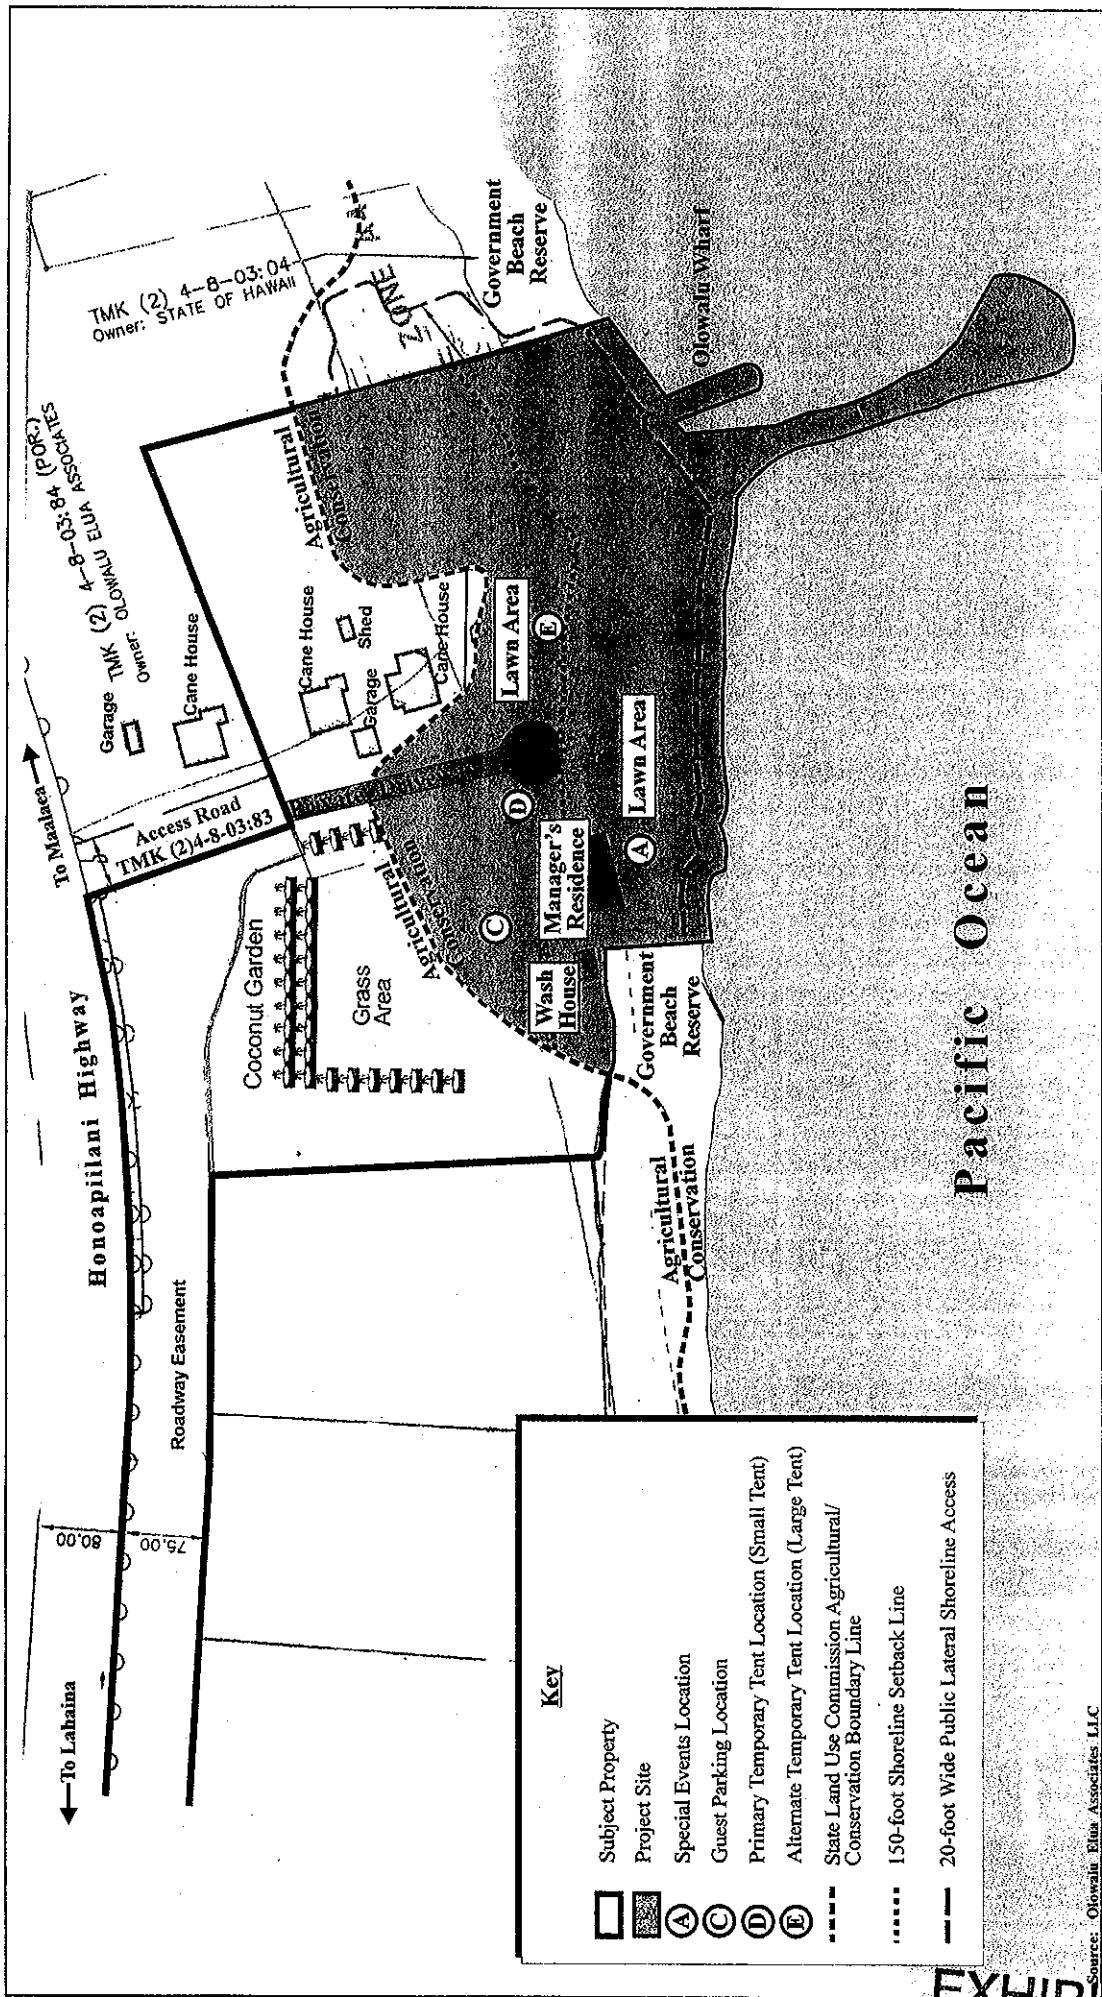 To Lahaina
Honoapiilani Highway
To Maalaea
80.00
75.00
Roadway Easement
Access Road
TMK (2)4-8-03:83
Garage
TMK (2) 4-8-03:84 (POR.)
Owner: OLOWALU ELUA ASSOCIATES
Cane House
TMK (2) 4-8-03:04
Owner: STATE OF HAWAII
Coconut Garden
Grass
Area
Cane House
Shed
Garage
Cane House
Agricultural
Conservation
ZONE
Government
Beach
Reserve
Agricultural
Conservation
Lawn Area
E
D
C
Manager's
Residence
Wash
House
A
Lawn Area
Olowalu Wharf
Government
Beach
Reserve
Agricultural
Conservation
Pacific Ocean
Key
Subject Property
Project Site
A Special Events Location
C Guest Parking Location
D Primary Temporary Tent Location (Small Tent)
E Alternate Temporary Tent Location (Large Tent)
State Land Use Commission Agricultural/
Conservation Boundary Line
150-foot Shoreline Setback Line
20-foot Wide Public Lateral Shoreline Access
Source: Olowalu Elua Associates LLC